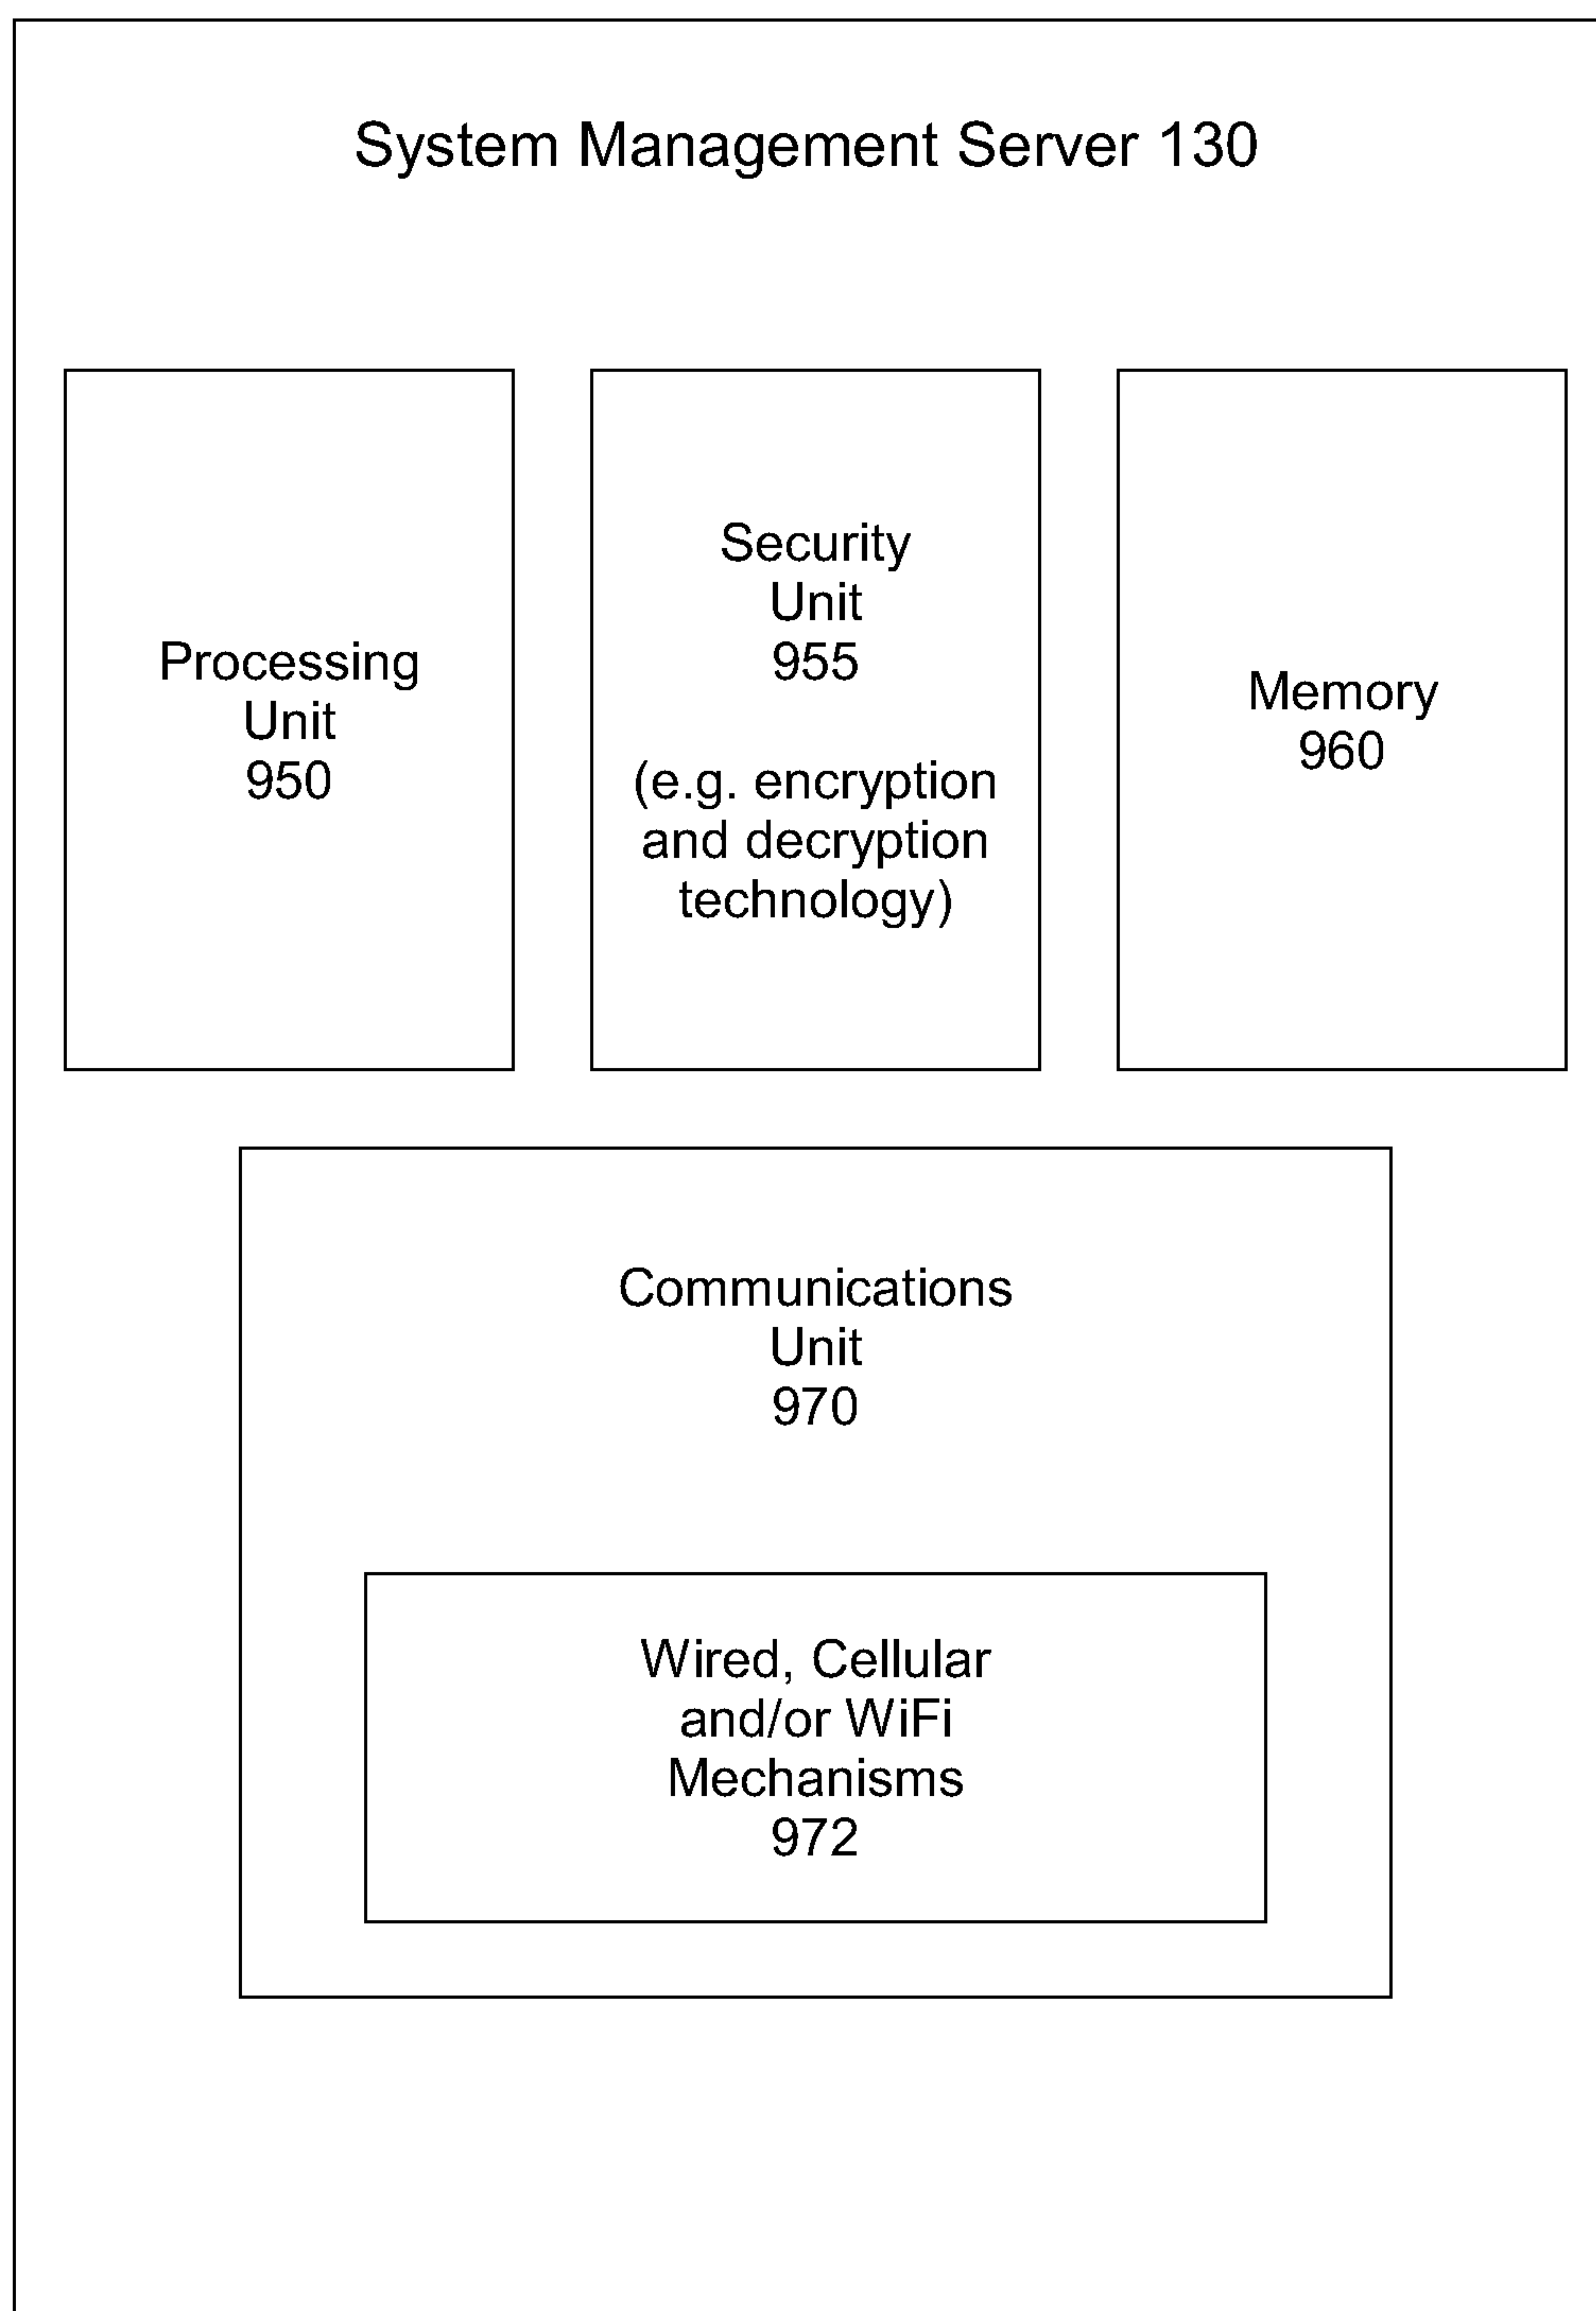 System Management Server 130
Processing
Unit
950
Security
Unit
955
(e.g. encryption
and decryption
technology)
Memory
960
Communications
Unit
970
Wired, Cellular
and/or WiFi
Mechanisms
972